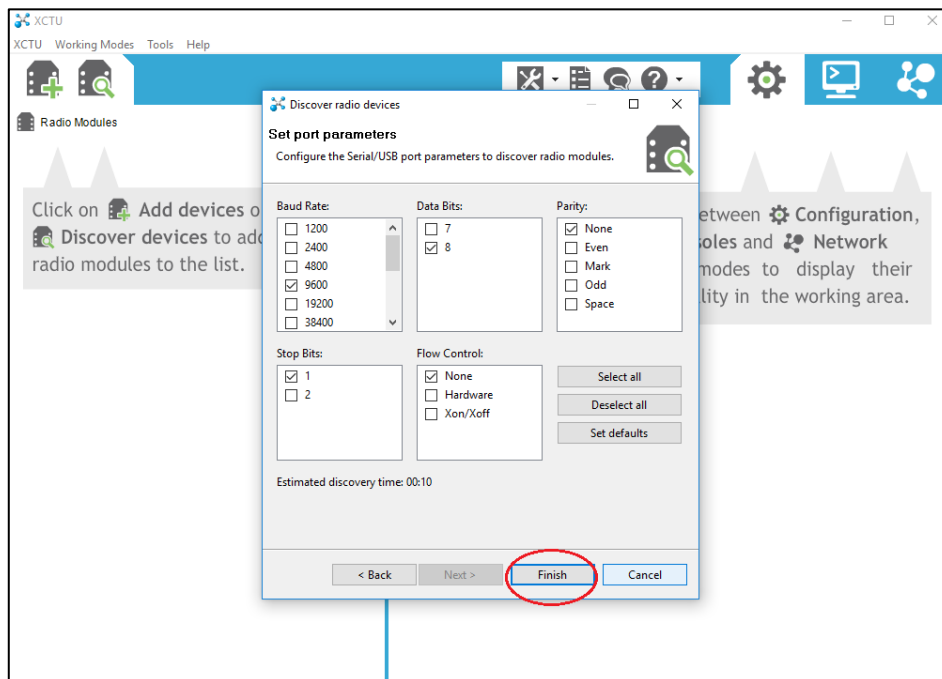 XCTU
XCTU Working Modes Tools Help
Radio Modules
Click on Add devices o
Discover devices to add
radio modules to the list.
etween Configuration,
soles and Network
modes to display their
lity in the working area.
Discover radio devices
Set port parameters
Configure the Serial/USB port parameters to discover radio modules.
Baud Rate:
1200
2400
4800
9600
19200
38400
Data Bits:
7
8
Parity:
None
Even
Mark
Odd
Space
Stop Bits:
1
2
Flow Control:
None
Hardware
Xon/Xoff
Select all
Deselect all
Set defaults
Estimated discovery time: 00:10
< Back Next > Finish Cancel